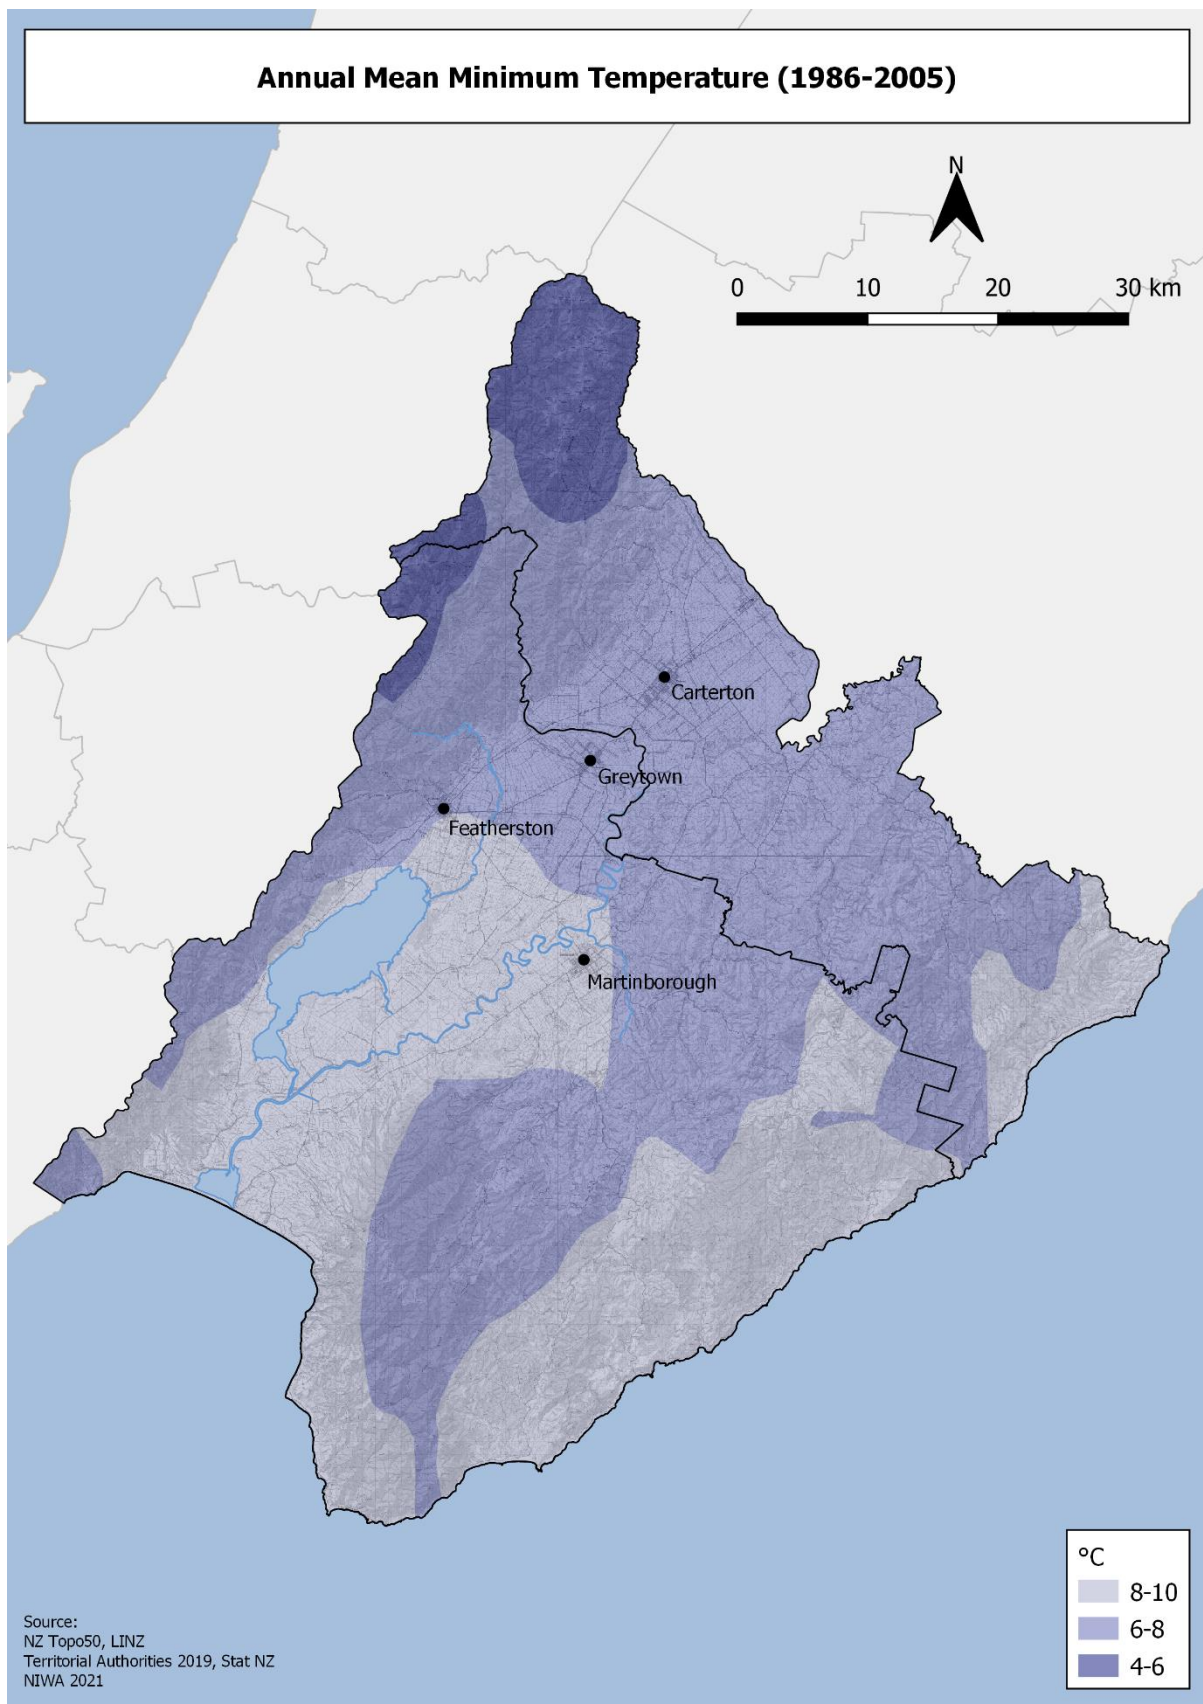 Annual Mean Minimum Temperature (1986-2005)
N
0 10 20 30 km
Carterton
Greytown
Featherston
Martinborough
°C
8-10
6-8
4-6
Source:
NZ Topo50, LINZ
Territorial Authorities 2019, Stat NZ
NIWA 2021